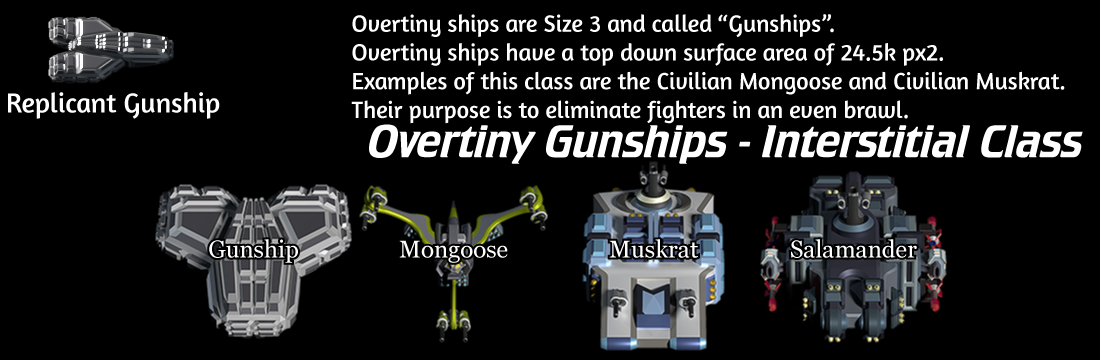 Replicant Gunship
Overtiny ships are Size 3 and called “Gunships”.
Overtiny ships have a top down surface area of 24.5k px2.
Examples of this class are the Civilian Mongoose and Civilian Muskrat.
Their purpose is to eliminate fighters in an even brawl.
Overtiny Gunships - Interstitial Class
Gunship
Mongoose
Muskrat
Salamander